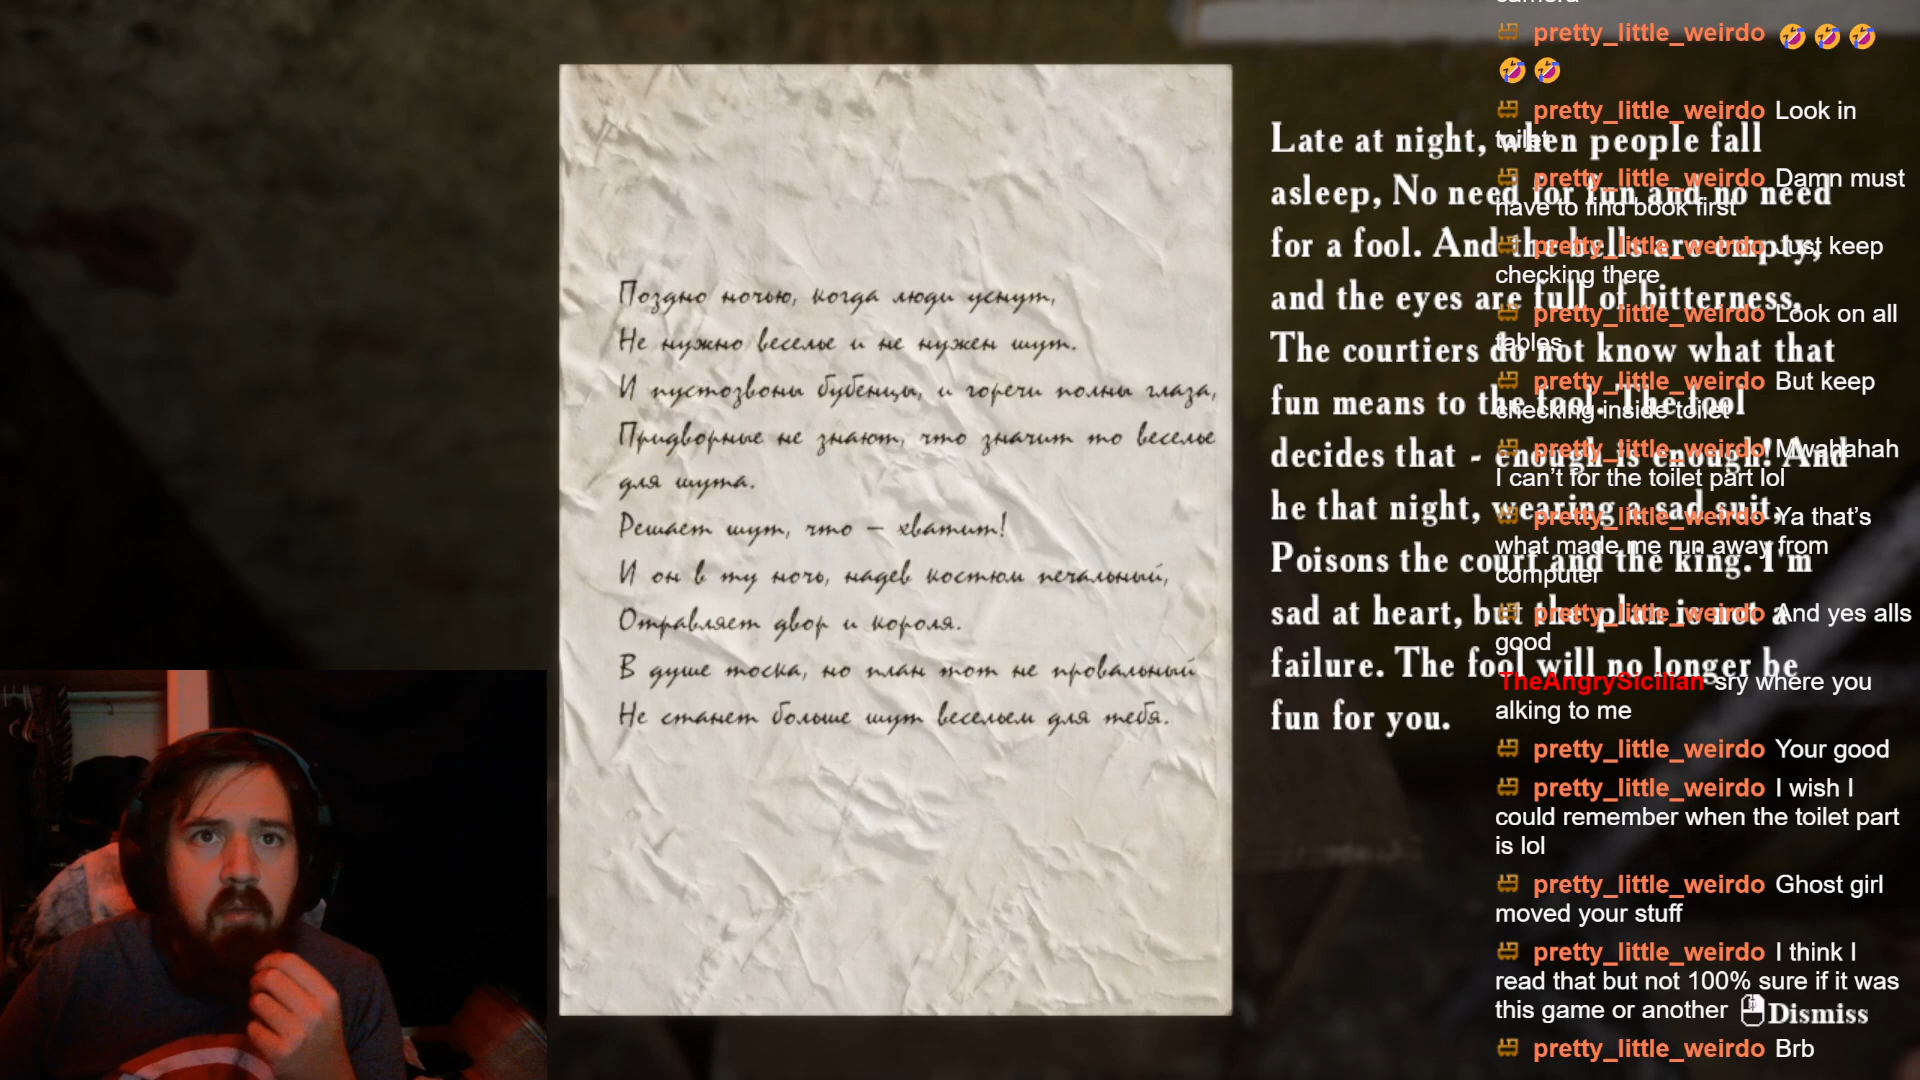 Поздно ночью, когда люди уснут,
Не нужно веселье и не нужен шут.
И пустозвоны бубенцы, и горечи полны глаза,
Придворные не знают, что значит то веселье
для шута.
Решает шут, что – хватит!
И он в ту ночь, надев костюм печальный,
Отравляет двор и короля.
В душе тоска, но план тот не провальный
Не станет больше шут весельем для тебя.
Late at night, when people fall
asleep, No need for fun and no need
for a fool. And the bells are empty,
and the eyes are full of bitterness,
The courtiers do not know what that
fun means to the fool. The fool
decides that - enough is enough! And
he that night, wearing a sad suit,
Poisons the court and the king. I'm
sad at heart, but the plan is not a
failure. The fool will no longer be
fun for you.
camera
pretty_little_weirdo 🤣 🤣 🤣
🤣 🤣
pretty_little_weirdo Look in
toilet
pretty_little_weirdo Damn must
have to find book first
pretty_little_weirdo Just keep
checking there
pretty_little_weirdo Look on all
tables
pretty_little_weirdo But keep
checking inside toilet
pretty_little_weirdo Mwahahah
I can't for the toilet part lol
pretty_little_weirdo Ya that's
what made me run away from
computer
pretty_little_weirdo And yes alls
good
TheAngrySicilian sry where you
alking to me
pretty_little_weirdo Your good
pretty_little_weirdo I wish I
could remember when the toilet part
is lol
pretty_little_weirdo Ghost girl
moved your stuff
pretty_little_weirdo I think I
read that but not 100% sure if it was
this game or another
Dismiss
pretty_little_weirdo Brb